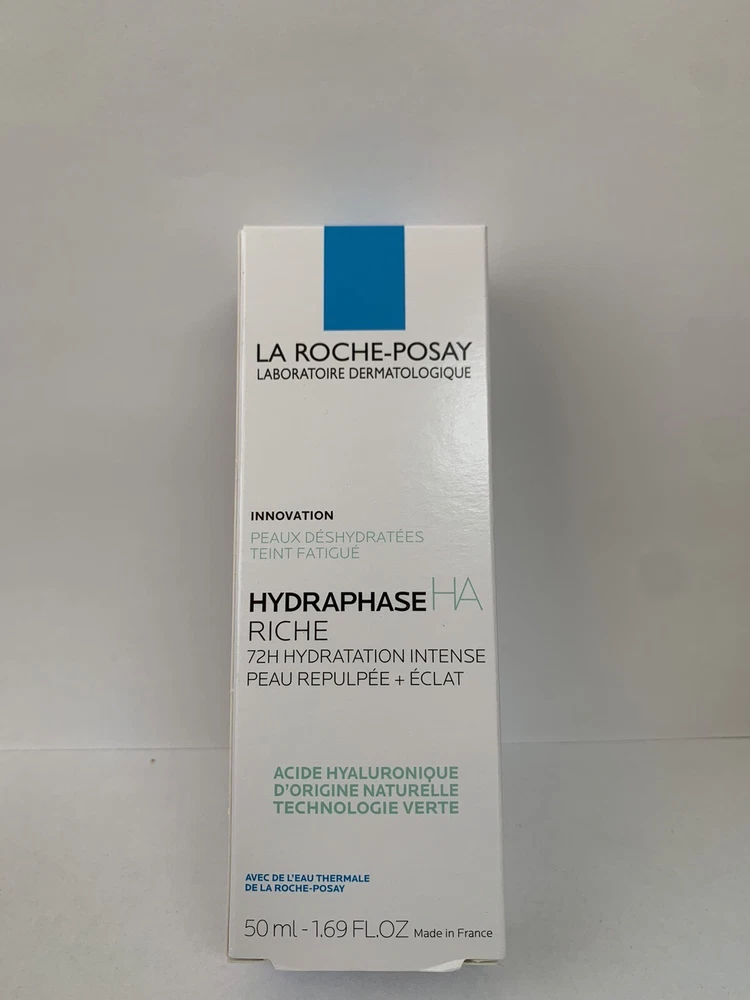 LA ROCHE-POSAY
LABORATOIRE DERMATOLOGIQUE
INNOVATION
PEAUX DÉSHYDRATÉES
TEINT FATIGUÉ
HYDRAPHASE HA
RICHE
72H HYDRATATION INTENSE
PEAU REPULPÉE + ÉCLAT
ACIDE HYALURONIQUE
D'ORIGINE NATURELLE
TECHNOLOGIE VERTE
AVEC DE L'EAU THERMALE
DE LA ROCHE-POSAY
50 ml - 1.69 FL.OZ Made in France